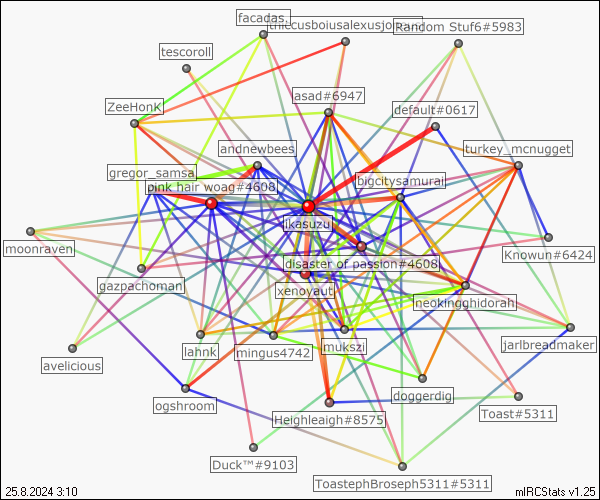 facadas.
Random Stuf6#5983
tescoroll
asad#6947
ZeeHonK
default#0617
andnewbees
turkey_mcnugget
gregor_samsa
bigcitysamurai
pink hair woag#4608
ikasuzu
moonraven
Knowun#6424
disaster of passion#4608
gazpachoman
xenoyaut
neokingghidorah
lahnk
mingus4742
mukszi
jarlbreadmaker
avelicious
doggerdig
ogshroom
Heighleigh#8575
Toast#5311
Duck™#9103
ToastephBroseph5311#5311
25.8.2024 3:10
mIRCStats v1.25